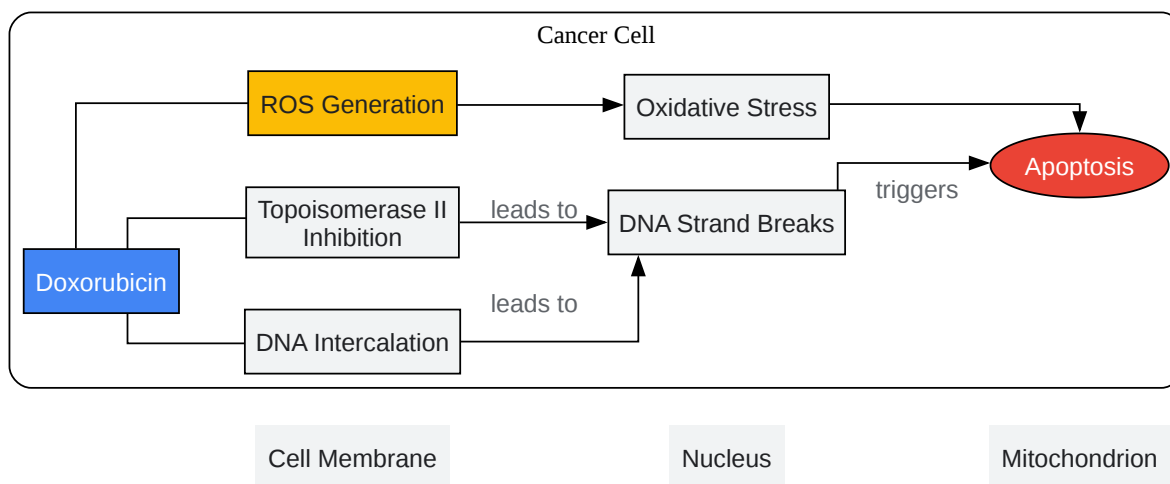 Cancer Cell
ROS Generation
Oxidative Stress
Apoptosis
triggers
Topoisomerase II
Inhibition
leads to
DNA Strand Breaks
Doxorubicin
leads to
DNA Intercalation
Cell Membrane
Nucleus
Mitochondrion